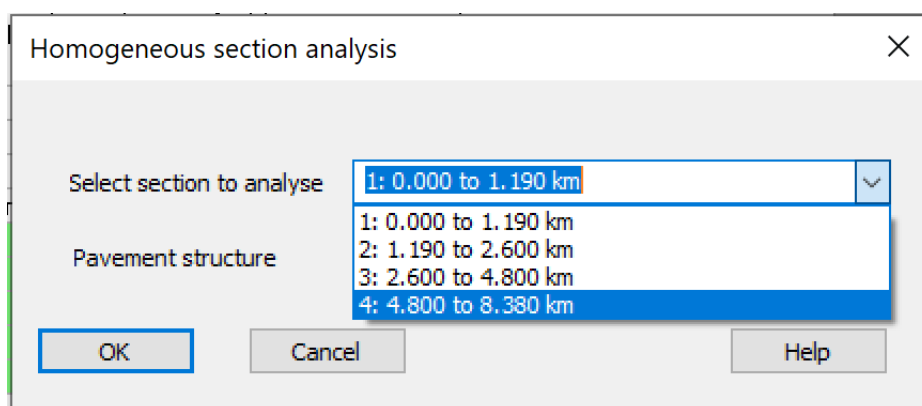 Homogeneous section analysis
Select section to analyse
1: 0.000 to 1.190 km
1: 0.000 to 1.190 km
2: 1.190 to 2.600 km
Pavement structure
3: 2.600 to 4.800 km
4: 4.800 to 8.380 km
OK
Cancel
Help